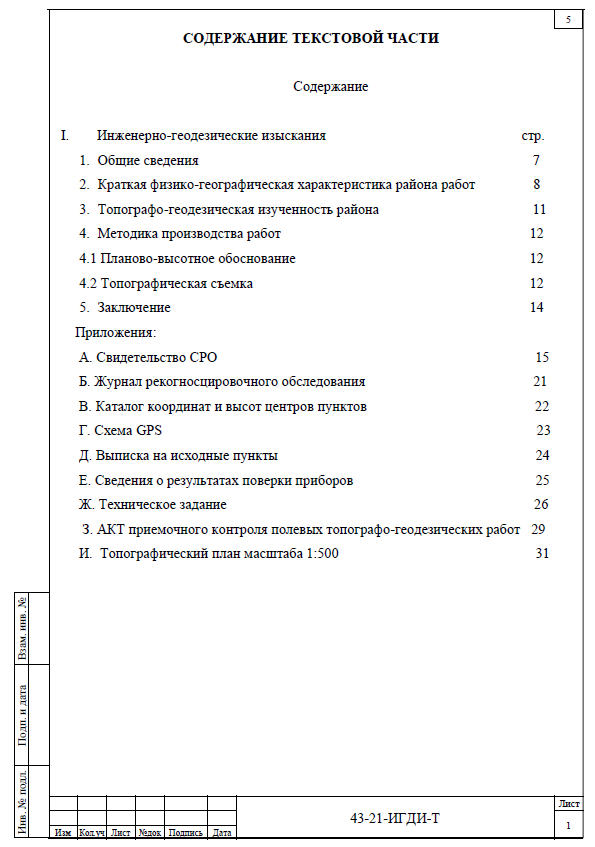 5
СОДЕРЖАНИЕ ТЕКСТОВОЙ ЧАСТИ
Содержание
I. Инженерно-геодезические изыскания стр.
1. Общие сведения 7
2. Краткая физико-географическая характеристика района работ 8
3. Топографо-геодезическая изученность района 11
4. Методика производства работ 12
4.1 Планово-высотное обоснование 12
4.2 Топографическая съемка 12
5. Заключение 14
Приложения:
А. Свидетельство СРО 15
Б. Журнал рекогносцировочного обследования 21
В. Каталог координат и высот центров пунктов 22
Г. Схема GPS 23
Д. Выписка на исходные пункты 24
Е. Сведения о результатах поверки приборов 25
Ж. Техническое задание 26
З. АКТ приемочного контроля полевых топографо-геодезических работ 29
И. Топографический план масштаба 1:500 31
Взам. инв. №
Подп. и дата
Инв. № подл.
Изм Кол.уч Лист №док Подпись Дата
43-21-ИГДИ-Т
Лист
1